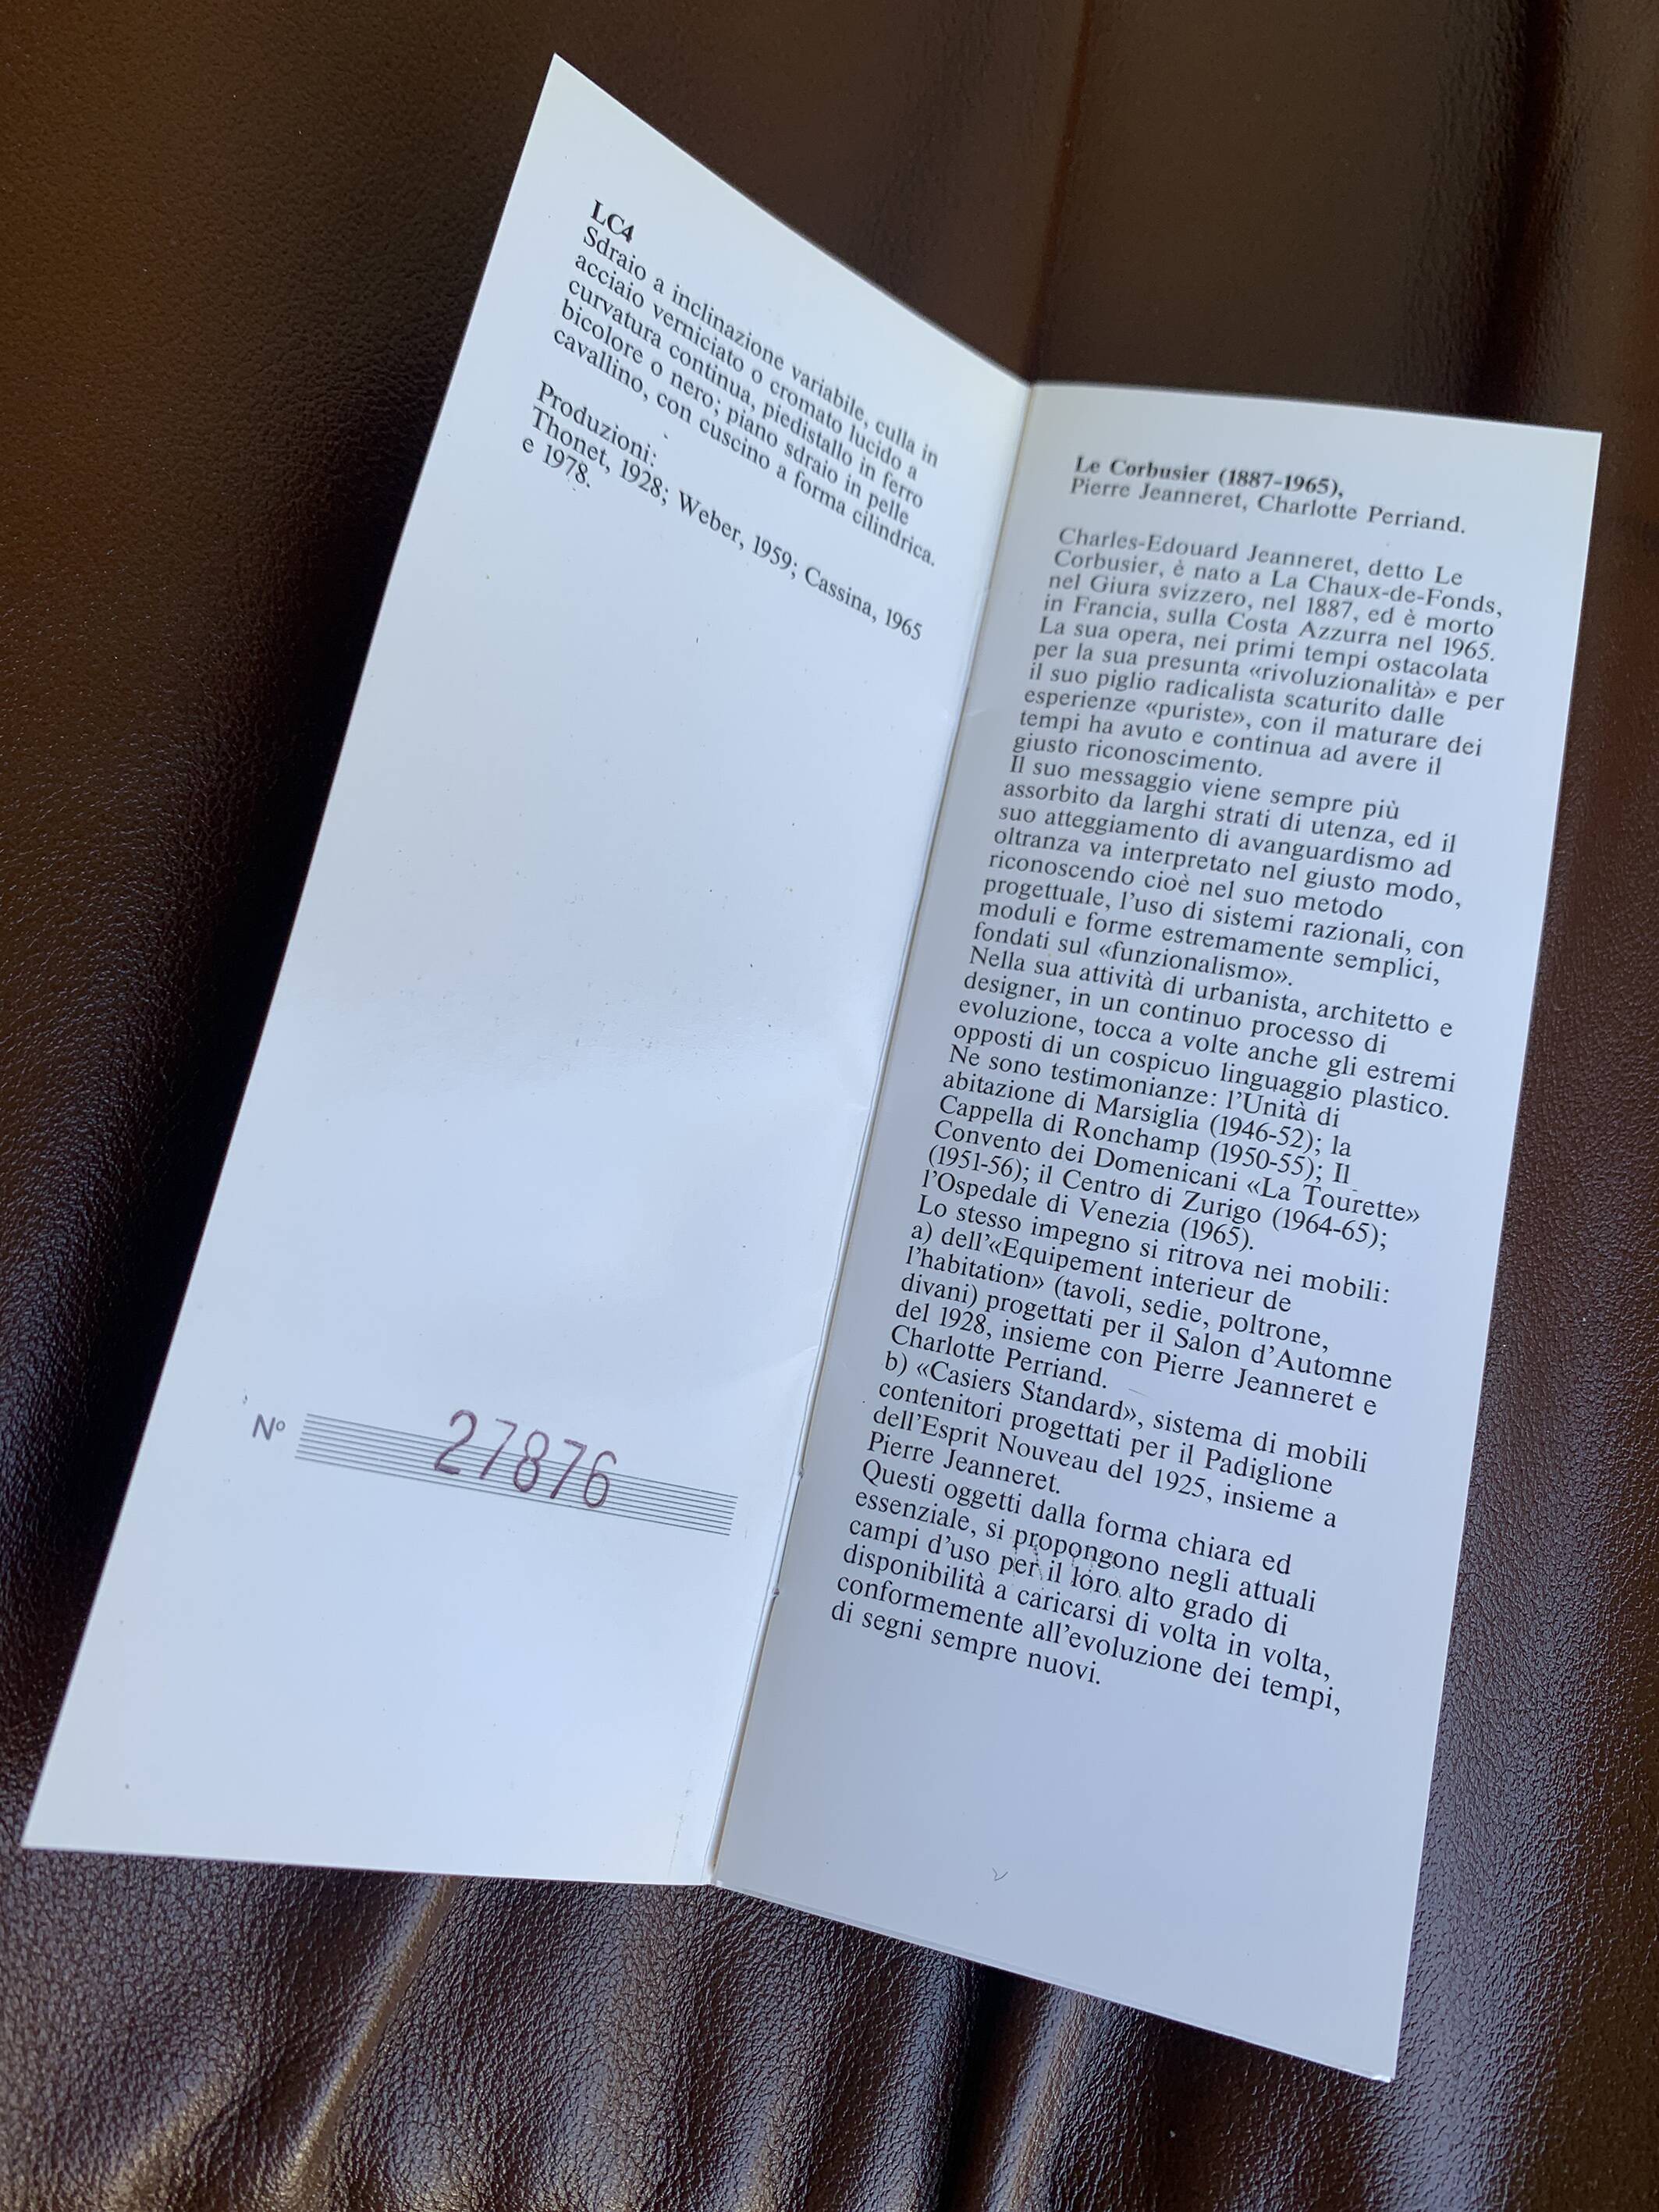 LC4
Sdraio a inclinazione variabile, culla in
acciaio verniciato o cromato lucido a
curvatura continua, piedistallo in ferro
bicolore o nero; piano sdraio in pelle
cavallino, con cuscino a forma cilindrica.
Produzioni:
Thonet, 1928; Weber, 1959; Cassina, 1965
e 1978.
Nº 27876
Le Corbusier (1887-1965),
Pierre Jeanneret, Charlotte Perriand.
Charles-Edouard Jeanneret, detto Le
Corbusier, è nato a La Chaux-de-Fonds,
nel Giura svizzero, nel 1887, ed è morto
in Francia, sulla Costa Azzurra nel 1965.
La sua opera, nei primi tempi ostacolata
per la sua presunta «rivoluzionalità» e per
il suo piglio radicalista scaturito dalle
esperienze «puriste», con il maturare dei
tempi ha avuto e continua ad avere il
giusto riconoscimento.
Il suo messaggio viene sempre più
assorbito da larghi strati di utenza, ed il
suo atteggiamento di avanguardismo ad
oltranza va interpretato nel giusto modo,
riconoscendo cioè nel suo metodo
progettuale, l'uso di sistemi razionali, con
moduli e forme estremamente semplici,
fondati sul «funzionalismo».
Nella sua attività di urbanista, architetto e
designer, in un continuo processo di
evoluzione, tocca a volte anche gli estremi
opposti di un cospicuo linguaggio plastico.
Ne sono testimonianze: l'Unità di
abitazione di Marsiglia (1946-52); la
Cappella di Ronchamp (1950-55); Il
Convento dei Domenicani «La Tourette»
(1951-56); il Centro di Zurigo (1964-65);
l'Ospedale di Venezia (1965).
Lo stesso impegno si ritrova nei mobili:
a) dell'«Equipement interieur de
l'habitation» (tavoli, sedie, poltrone,
divani) progettati per il Salon d'Automne
del 1928, insieme con Pierre Jeanneret e
Charlotte Perriand.
b) «Casiers Standard», sistema di mobili
contenitori progettati per il Padiglione
dell'Esprit Nouveau del 1925, insieme a
Pierre Jeanneret.
Questi oggetti dalla forma chiara ed
essenziale, si propongono negli attuali
campi d'uso per il loro alto grado di
disponibilità a caricarsi di volta in volta,
conformemente all'evoluzione dei tempi,
di segni sempre nuovi.